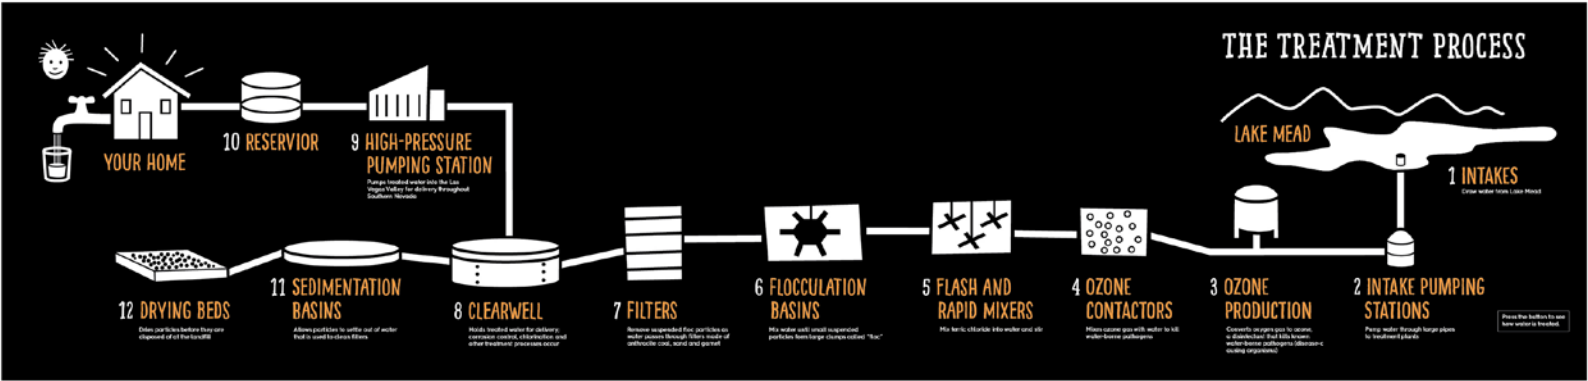 THE TREATMENT PROCESS
LAKE MEAD
1 INTAKES
Draw water from Lake Mead
2 INTAKE PUMPING
STATIONS
Pump water through large pipes
to treatment plants
3 OZONE
PRODUCTION
Converts oxygen gas to ozone,
a disinfectant that kills known
water-borne pathogens (disease-c
ausing organisms)
4 OZONE
CONTACTORS
Mixes ozone gas with water to kill
water-borne pathogens
5 FLASH AND
RAPID MIXERS
Mix ferric chloride into water and stir
6 FLOCCULATION
BASINS
Mix water until small suspended
particles form large clumps called "floc"
7 FILTERS
Remove suspended floc particles as
water passes through filters made of
anthracite coal, sand and garnet
8 CLEARWELL
Holds treated water for delivery;
corrosion control, chlorination and
other treatment processes occur
9 HIGH-PRESSURE
PUMPING STATION
Pumps treated water into the Las
Vegas Valley for delivery throughout
Southern Nevada
10 RESERVIOR
YOUR HOME
11 SEDIMENTATION
BASINS
Allows particles to settle out of water
that is used to clean filters
12 DRYING BEDS
Dries particles before they are
disposed of at the landfill
Press the button to see
how water is treated.